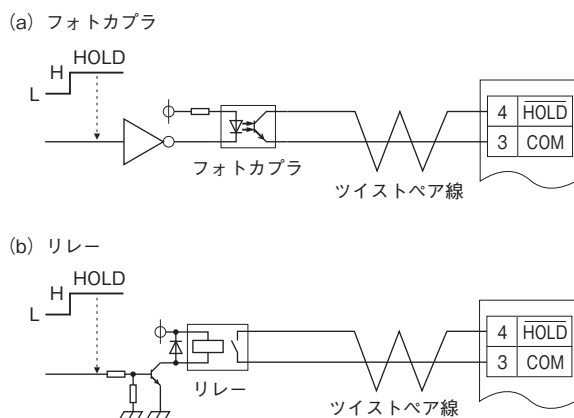 (a) フォトカプラ
HOLD
H
L
フォトカプラ
ツイストペア線
4 H̅O̅L̅D̅
3 COM
(b) リレー
HOLD
H
L
リレー
ツイストペア線
4 H̅O̅L̅D̅
3 COM